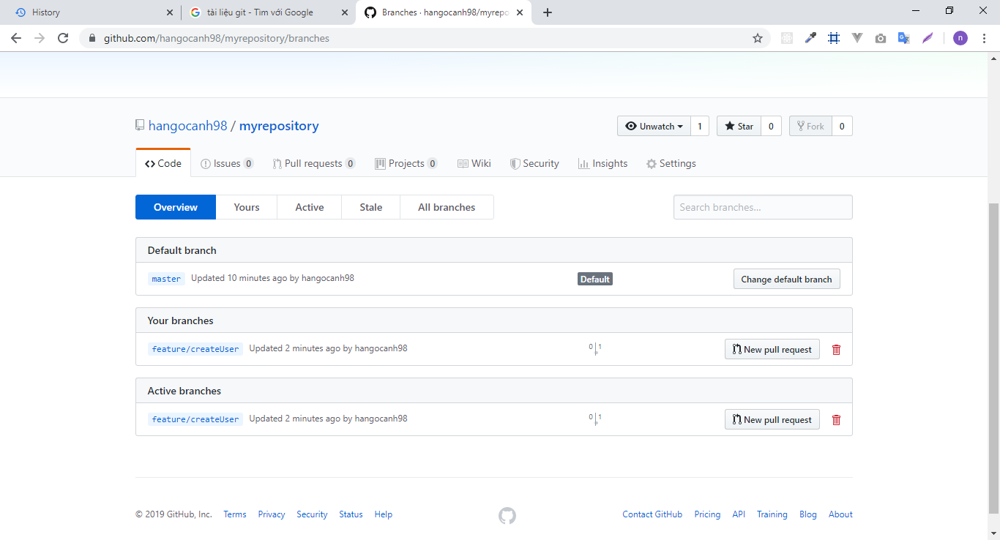 History
tài liệu git - Tìm với Google
Branches · hangocanh98/myrepo
github.com/hangocanh98/myrepository/branches
n
hangocanh98 / myrepository
Unwatch 1
Star 0
Fork 0
Code
Issues 0
Pull requests 0
Projects 0
Wiki
Security
Insights
Settings
Overview
Yours
Active
Stale
All branches
Search branches...
Default branch
master Updated 10 minutes ago by hangocanh98 Default Change default branch
Your branches
feature/createUser Updated 2 minutes ago by hangocanh98 0 1 New pull request
Active branches
feature/createUser Updated 2 minutes ago by hangocanh98 0 1 New pull request
© 2019 GitHub, Inc. Terms Privacy Security Status Help Contact GitHub Pricing API Training Blog About